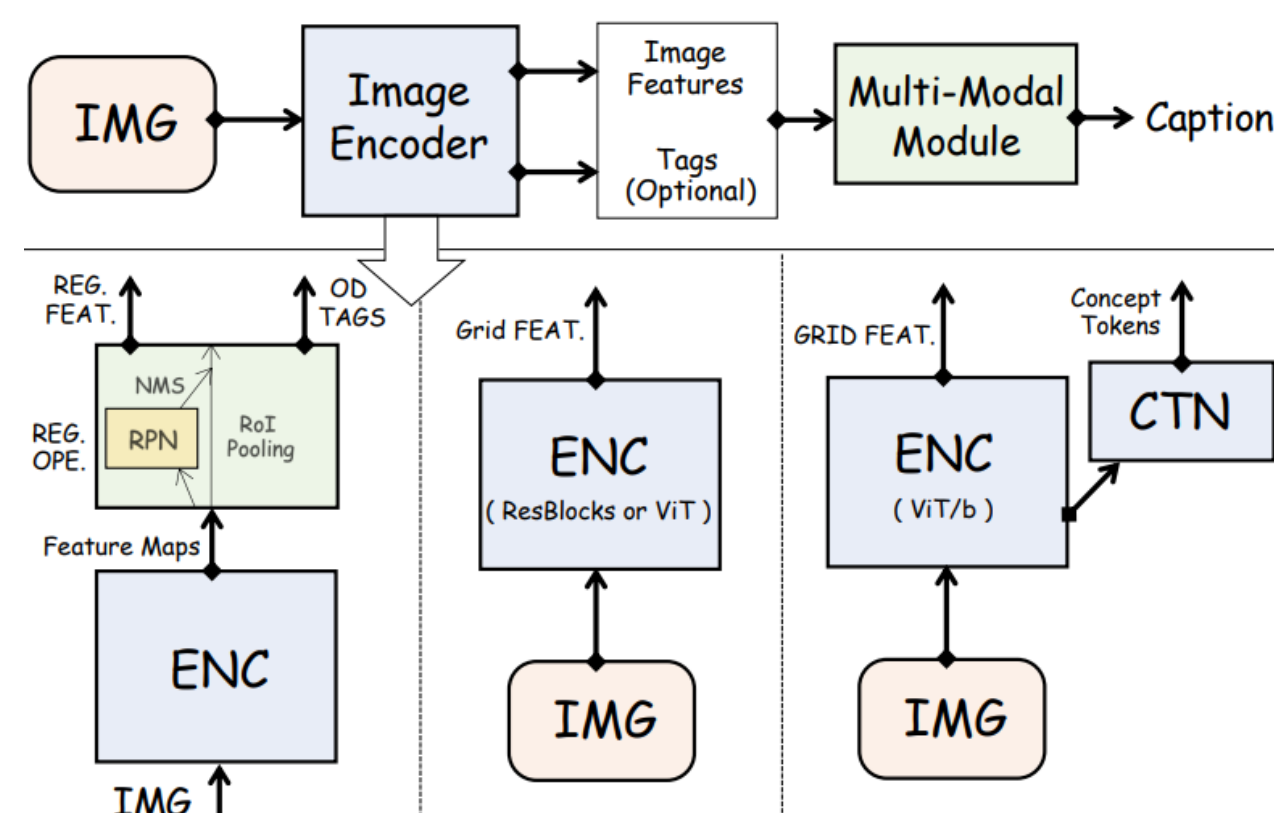 IMG
Image
Encoder
Image
Features
Tags
(Optional)
Multi-Modal
Module
Caption
REG.
FEAT.
OD
TAGS
NMS
RPN
RoI
Pooling
REG.
OPE.
Feature Maps
ENC
IMG
Grid FEAT.
ENC
( ResBlocks or ViT )
IMG
GRID FEAT.
Concept
Tokens
CTN
ENC
( ViT/b )
IMG